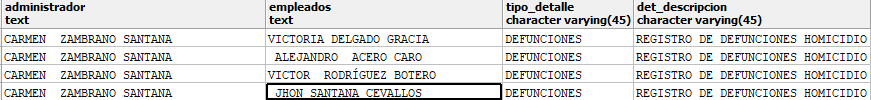 administrador empleados tipo_detalle det_descripcion
text text character varying(45) character varying(45)
CARMEN ZAMBRANO SANTANA VICTORIA DELGADO GRACIA DEFUNCIONES REGISTRO DE DEFUNCIONES HOMICIDIO
CARMEN ZAMBRANO SANTANA ALEJANDRO ACERO CARO DEFUNCIONES REGISTRO DE DEFUNCIONES HOMICIDIO
CARMEN ZAMBRANO SANTANA VICTOR RODRÍGUEZ BOTERO DEFUNCIONES REGISTRO DE DEFUNCIONES HOMICIDIO
CARMEN ZAMBRANO SANTANA JHON SANTANA CEVALLOS DEFUNCIONES REGISTRO DE DEFUNCIONES HOMICIDIO